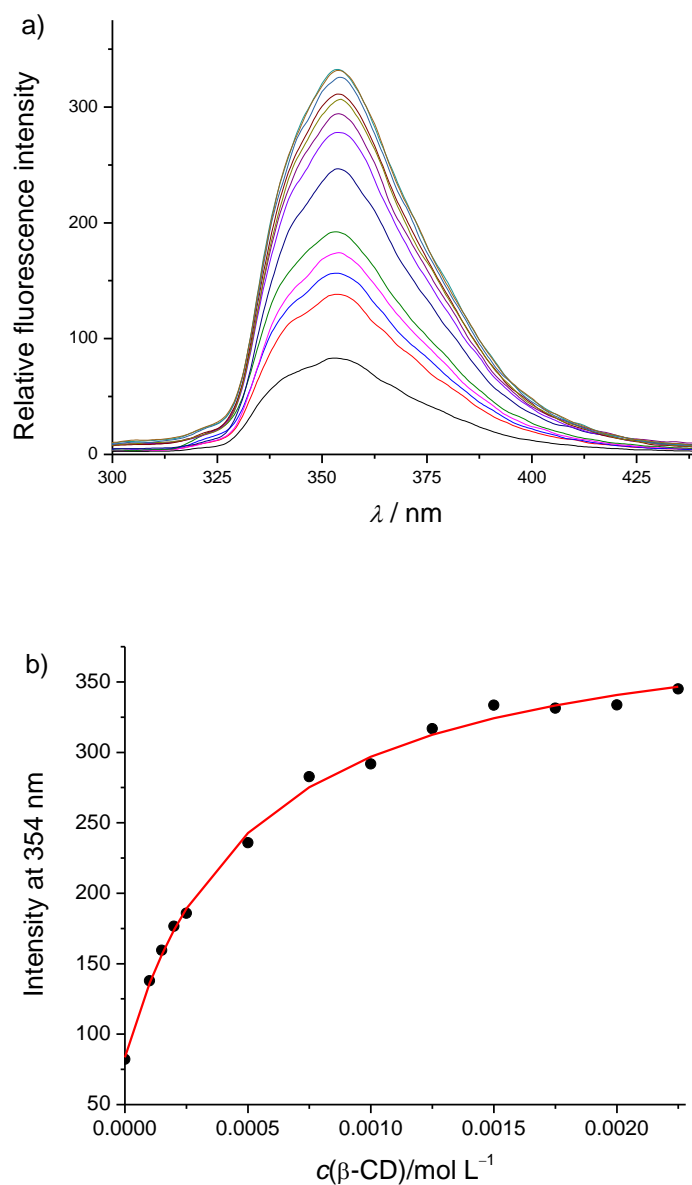 a)
Relative fluorescence intensity
300
200
100
0
300 325 350 375 400 425
λ / nm
b)
Intensity at 354 nm
350
300
250
200
150
100
50
0.0000 0.0005 0.0010 0.0015 0.0020
c(β-CD)/mol L⁻¹